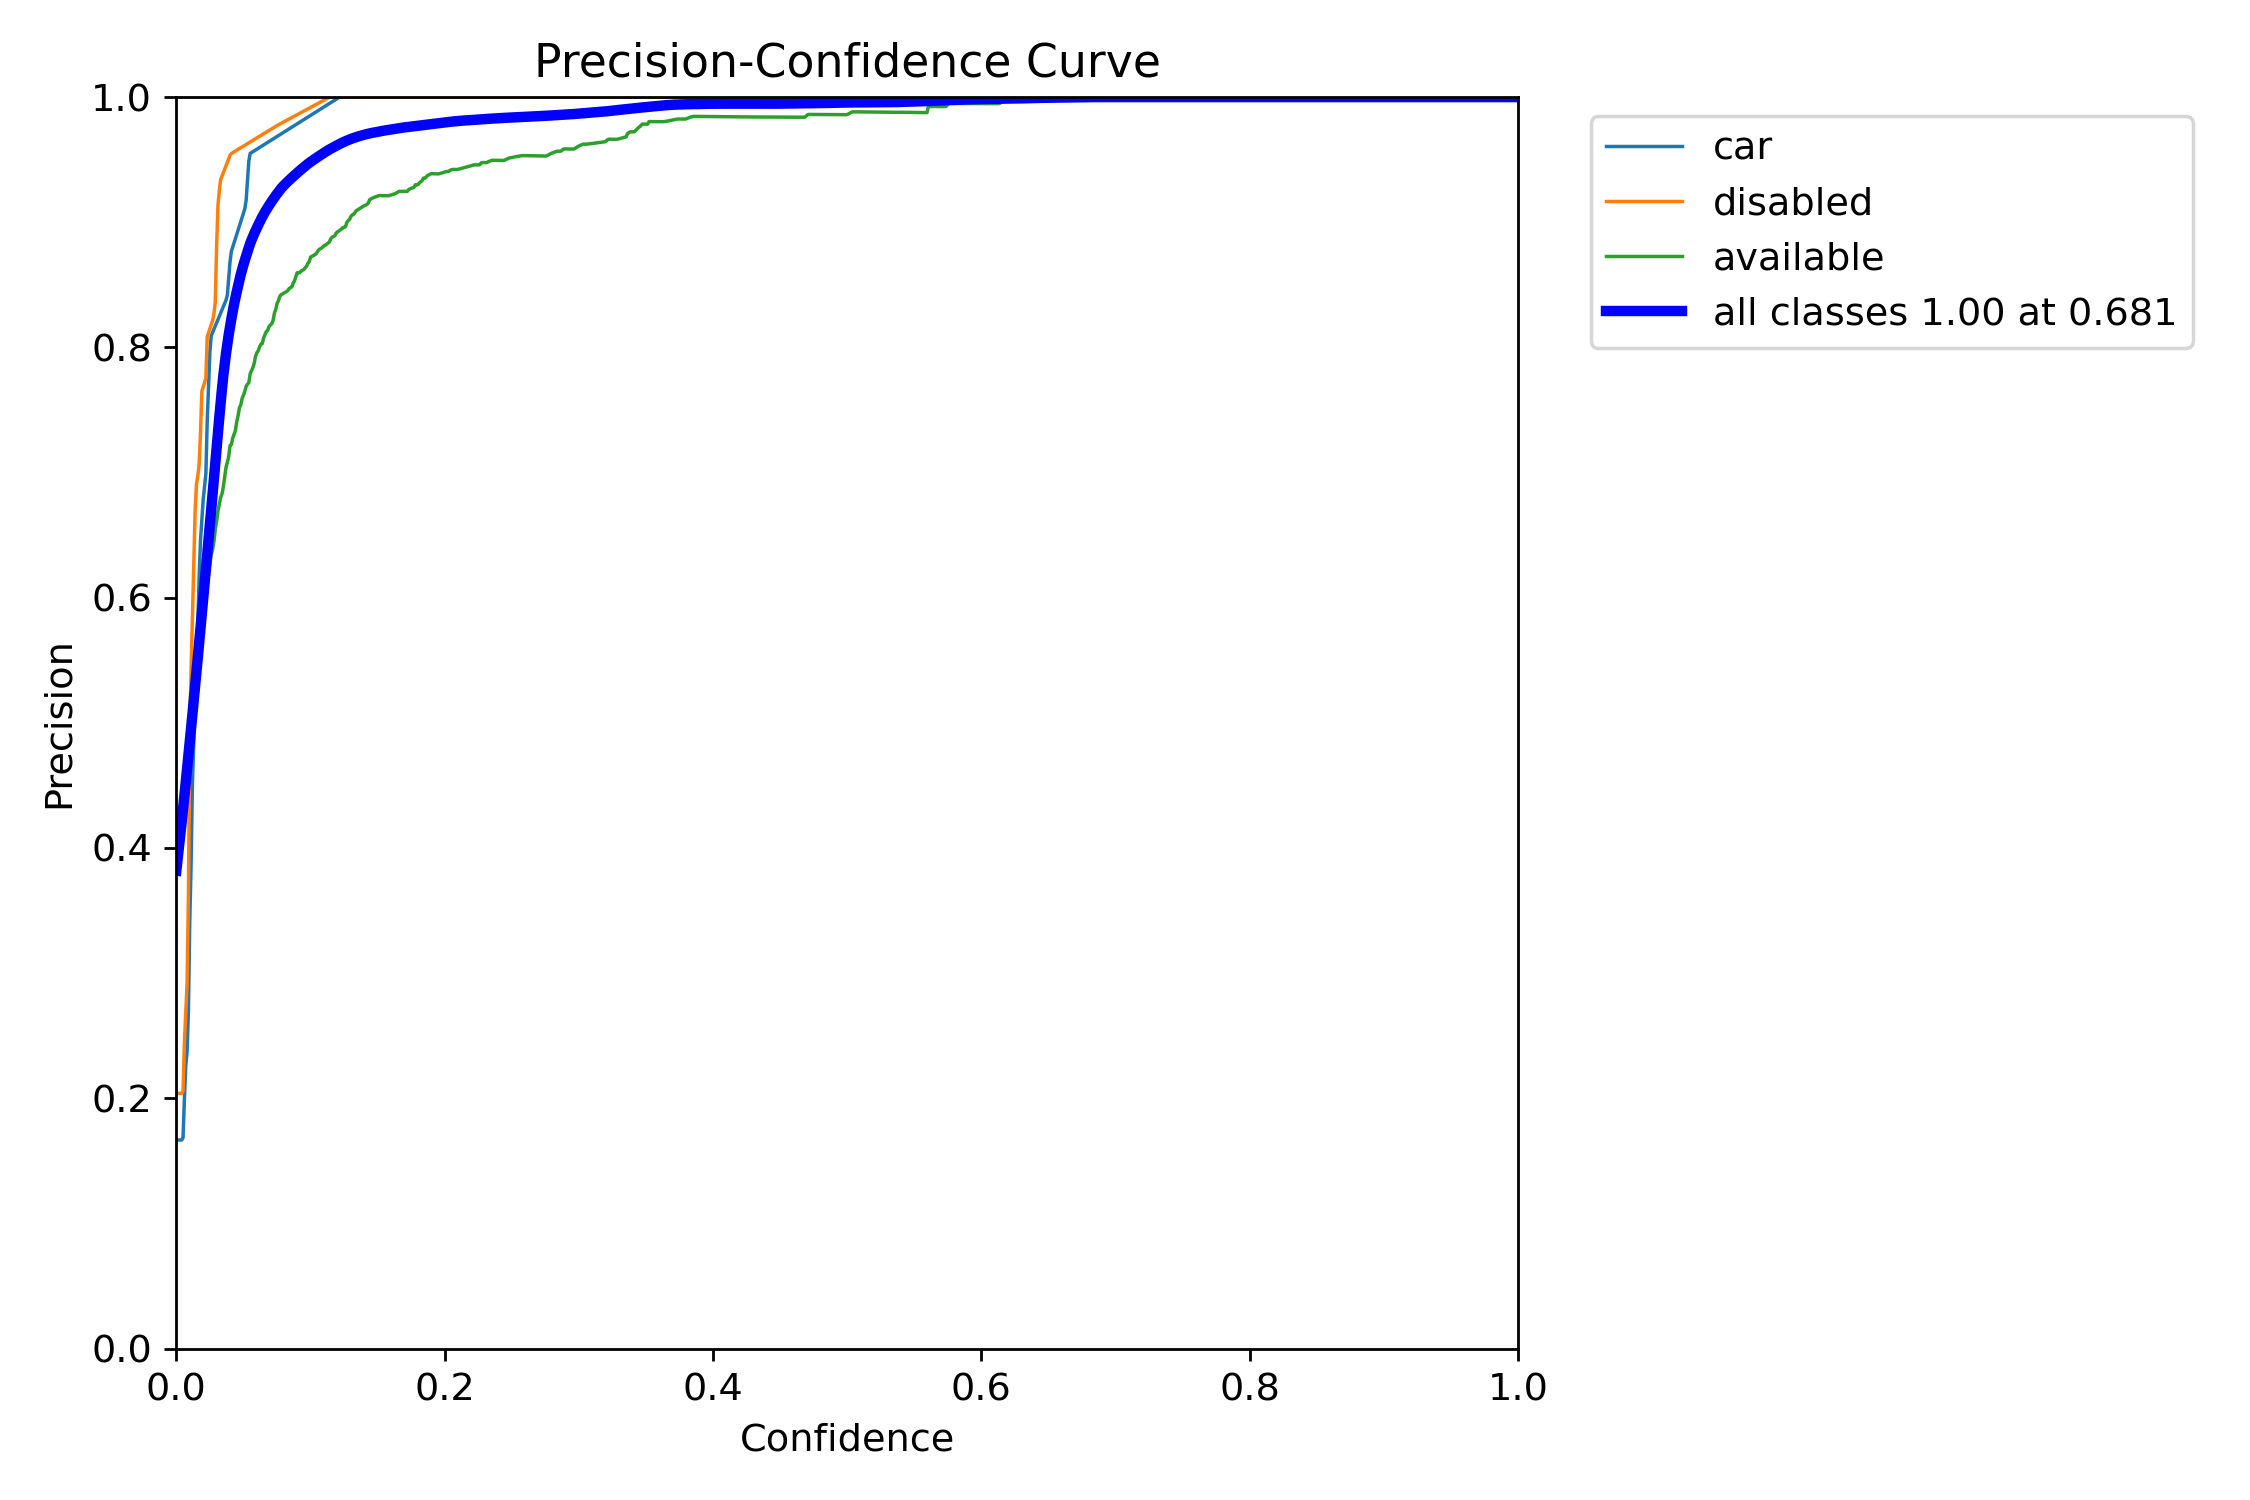 Precision-Confidence Curve
1.0
0.8
0.6
0.4
0.2
0.0
Precision
0.0 0.2 0.4 0.6 0.8 1.0
Confidence
car
disabled
available
all classes 1.00 at 0.681